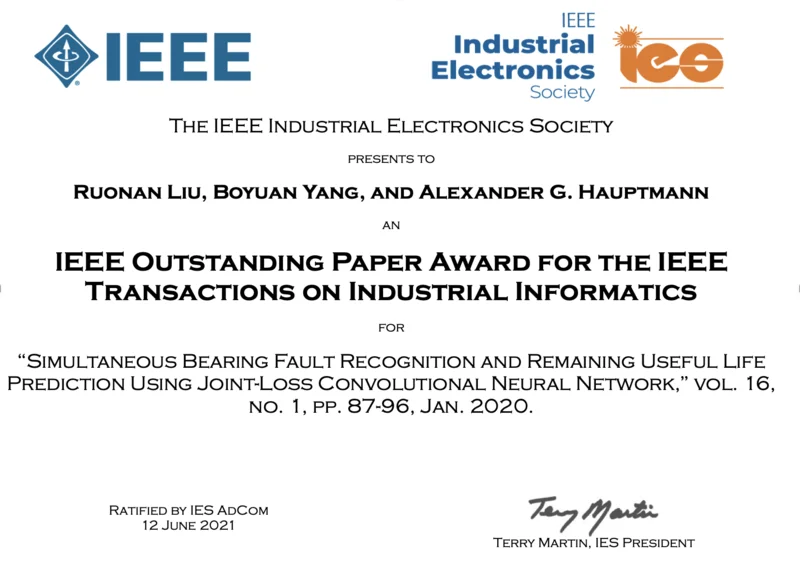 IEEE
IEEE
Industrial
Electronics
Society
ies
THE IEEE INDUSTRIAL ELECTRONICS SOCIETY
PRESENTS TO
RUONAN LIU, BOYUAN YANG, AND ALEXANDER G. HAUPTMANN
AN
IEEE OUTSTANDING PAPER AWARD FOR THE IEEE
TRANSACTIONS ON INDUSTRIAL INFORMATICS
FOR
“SIMULTANEOUS BEARING FAULT RECOGNITION AND REMAINING USEFUL LIFE
PREDICTION USING JOINT-LOSS CONVOLUTIONAL NEURAL NETWORK,” VOL. 16,
NO. 1, PP. 87-96, JAN. 2020.
RATIFIED BY IES ADCOM
12 JUNE 2021
Terry Martin
TERRY MARTIN, IES PRESIDENT